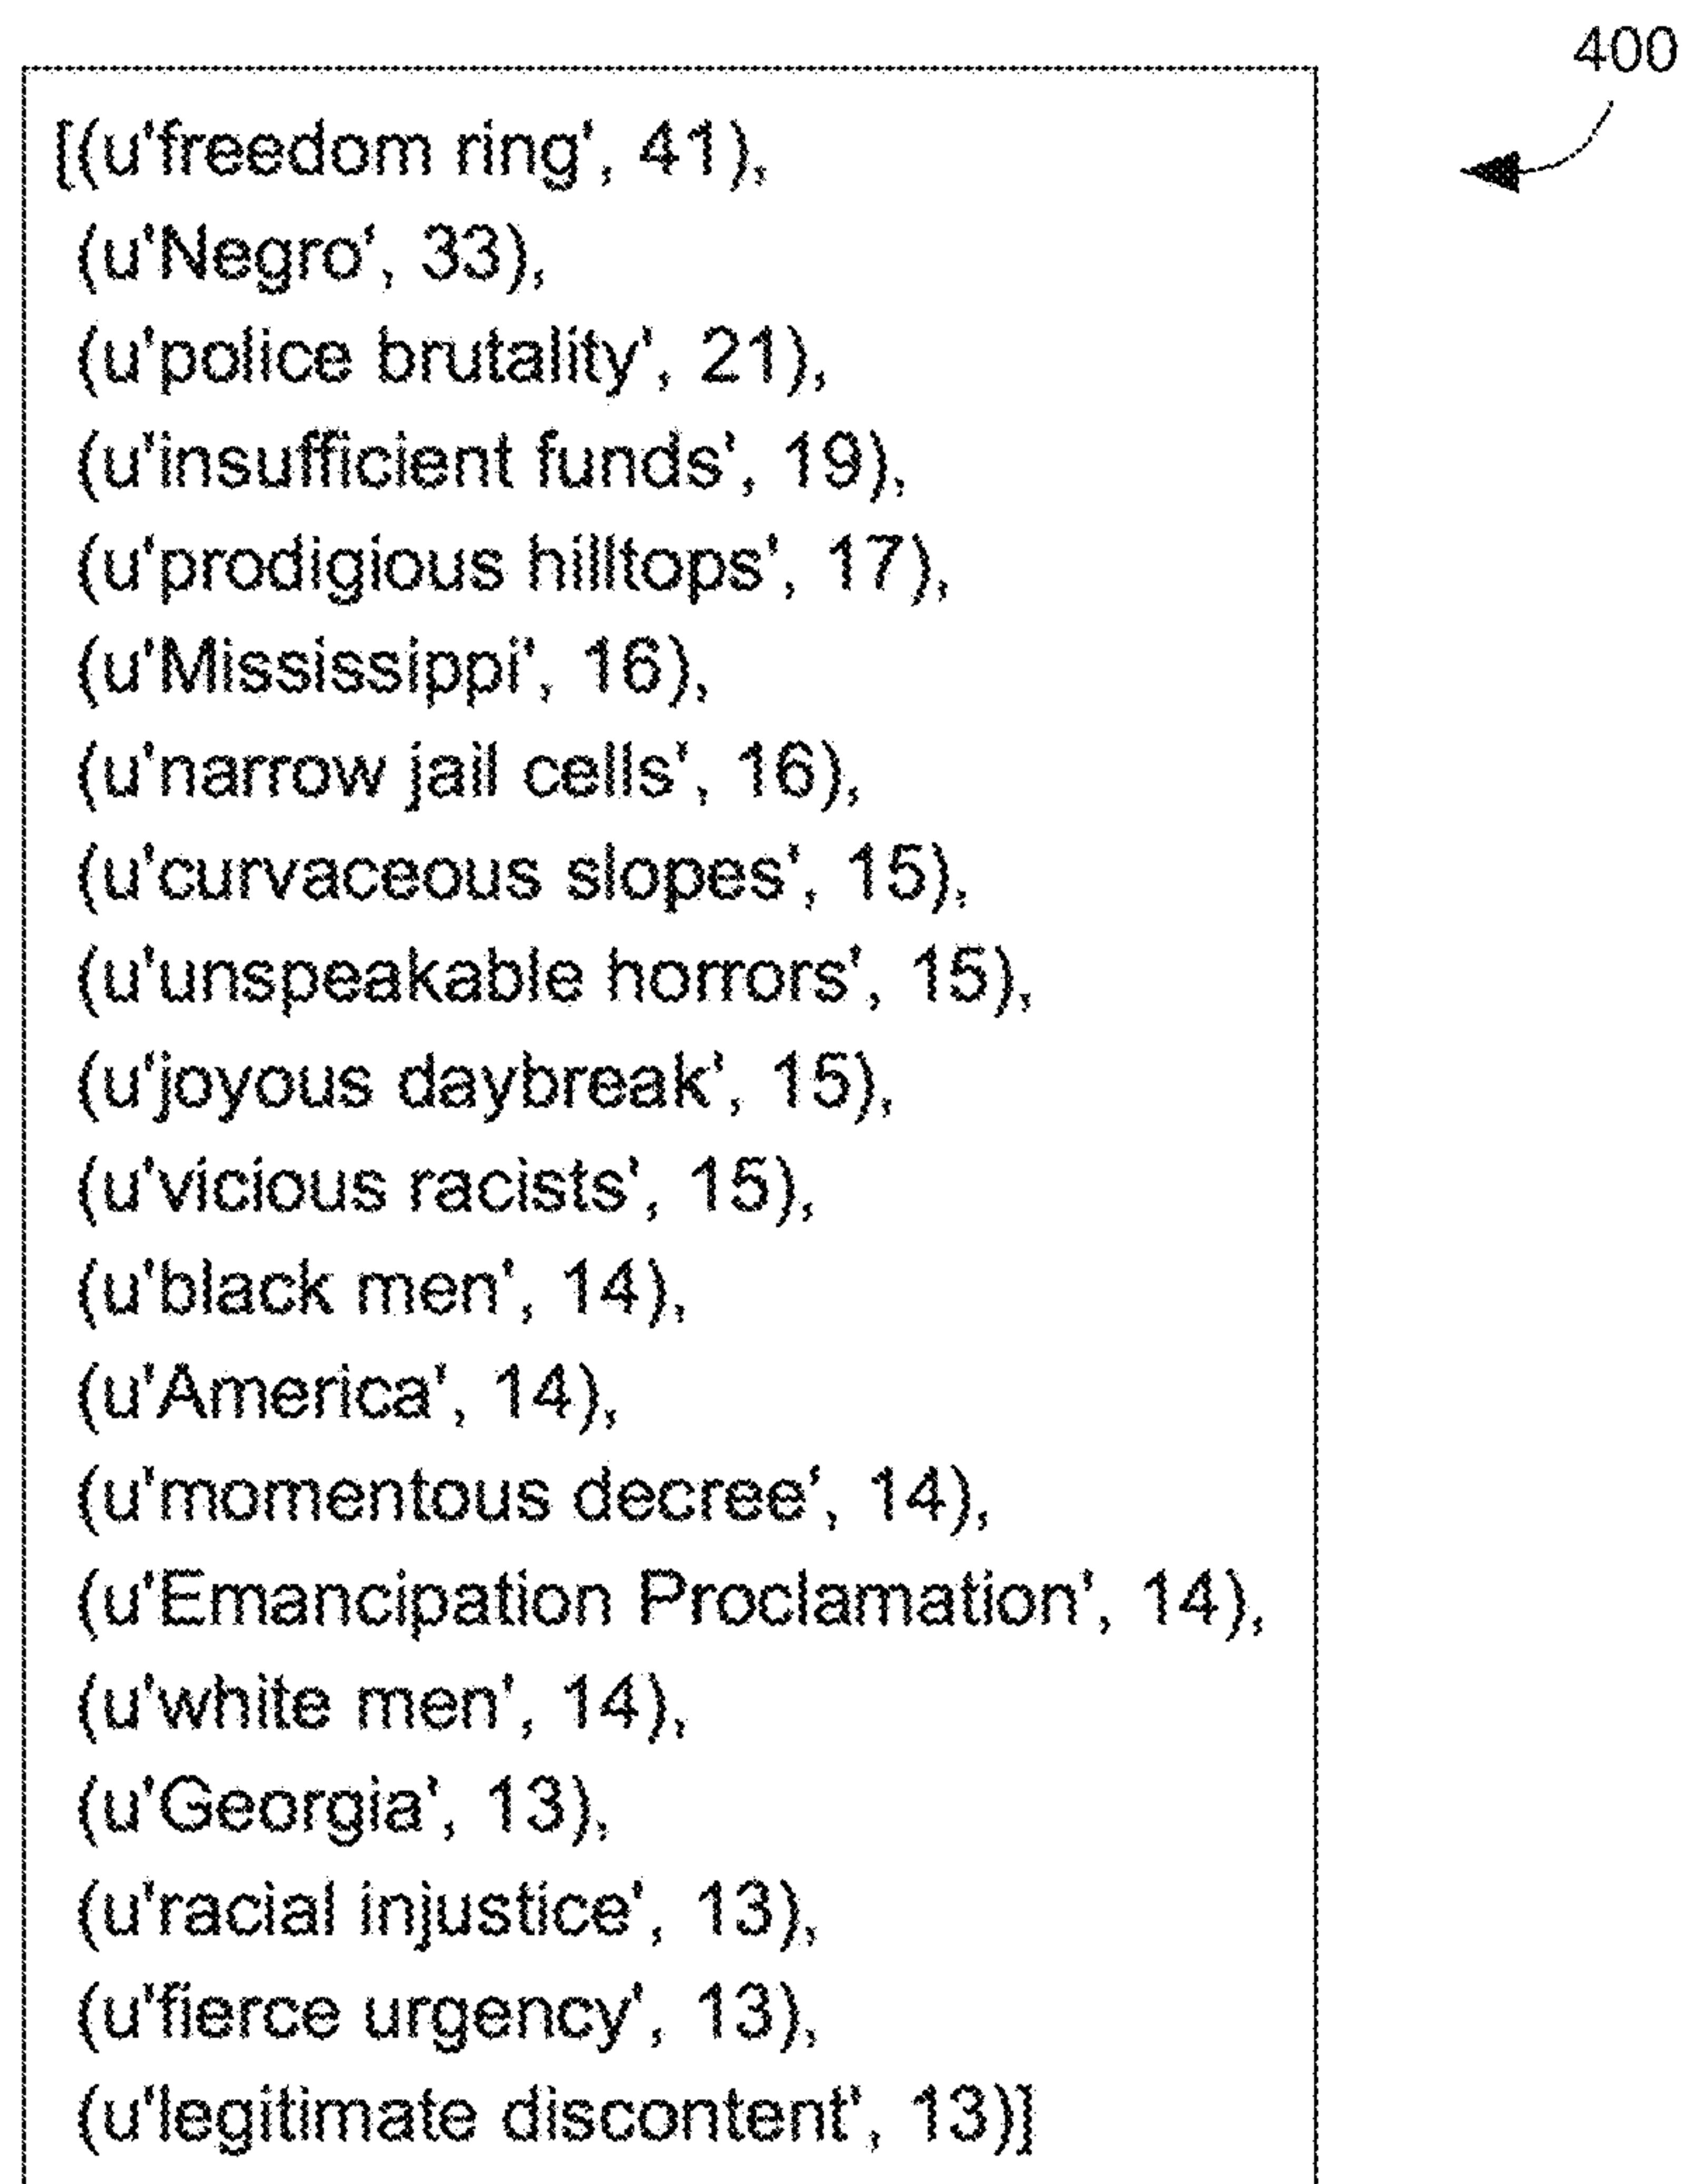 400
[(u'freedom ring', 41),
(u'Negro', 33),
(u'police brutality', 21),
(u'insufficient funds', 19),
(u'prodigious hilltops', 17),
(u'Mississippi', 16),
(u'narrow jail cells', 16),
(u'curvaceous slopes', 15),
(u'unspeakable horrors', 15),
(u'joyous daybreak', 15),
(u'vicious racists', 15),
(u'black men', 14),
(u'America', 14),
(u'momentous decree', 14),
(u'Emancipation Proclamation', 14),
(u'white men', 14),
(u'Georgia', 13),
(u'racial injustice', 13),
(u'fierce urgency', 13),
(u'legitimate discontent', 13)]